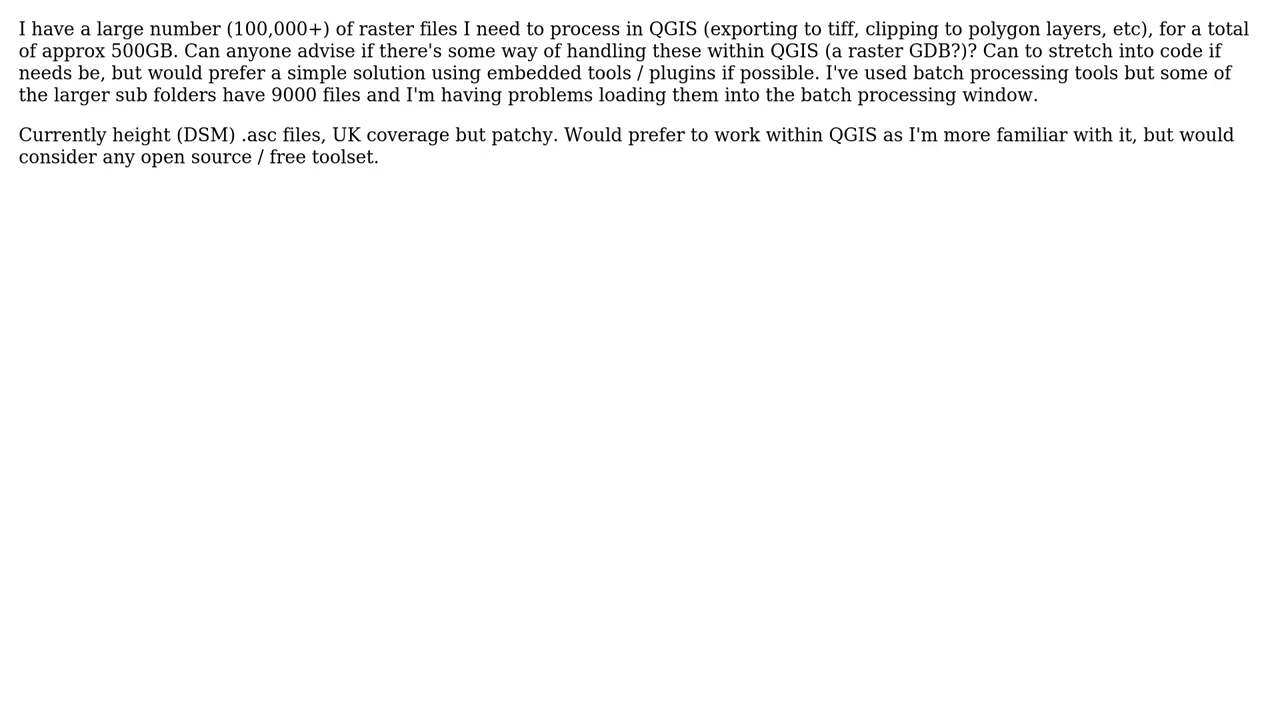 I have a large number (100,000+) of raster files I need to process in QGIS (exporting to tiff, clipping to polygon layers, etc), for a total
of approx 500GB. Can anyone advise if there's some way of handling these within QGIS (a raster GDB?)? Can to stretch into code if
needs be, but would prefer a simple solution using embedded tools / plugins if possible. I've used batch processing tools but some of
the larger sub folders have 9000 files and I'm having problems loading them into the batch processing window.
Currently height (DSM) .asc files, UK coverage but patchy. Would prefer to work within QGIS as I'm more familiar with it, but would
consider any open source / free toolset.